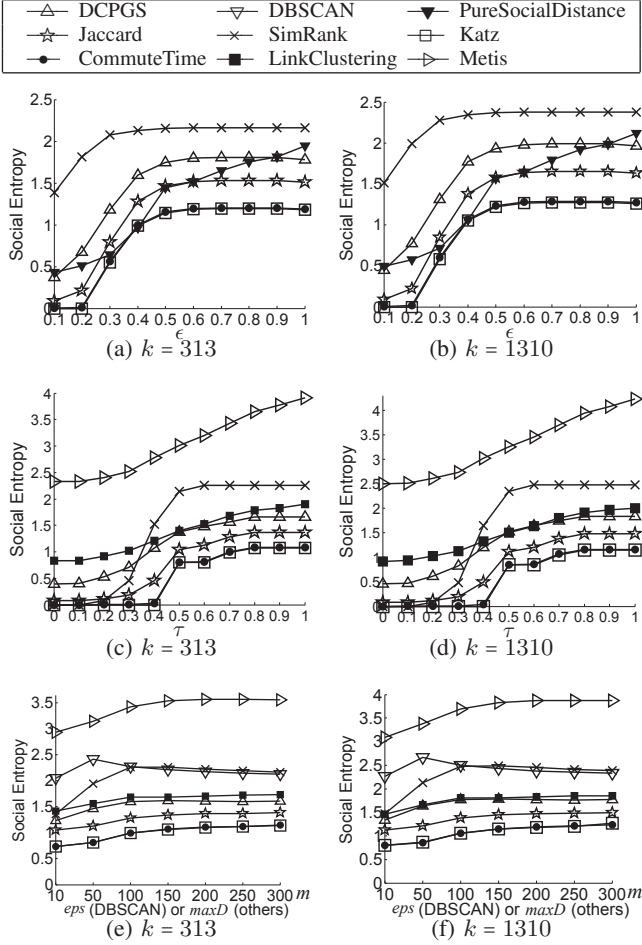 DCPGS DBSCAN PureSocialDistance
Jaccard SimRank Katz
CommuteTime LinkClustering Metis
2.5
2
1.5
1
0.5
0
Social Entropy
0.1 0.2 0.3 0.4 0.5 0.6 0.7 0.8 0.9 1
ϵ
(a) k = 313
2.5
2
1.5
1
0.5
0
Social Entropy
0.1 0.2 0.3 0.4 0.5 0.6 0.7 0.8 0.9 1
ϵ
(b) k = 1310
4
3.5
3
2.5
2
1.5
1
0.5
0
Social Entropy
0 0.1 0.2 0.3 0.4 0.5 0.6 0.7 0.8 0.9 1
τ
(c) k = 313
4
3.5
3
2.5
2
1.5
1
0.5
0
Social Entropy
0 0.1 0.2 0.3 0.4 0.5 0.6 0.7 0.8 0.9 1
τ
(d) k = 1310
3.5
3
2.5
2
1.5
1
0.5
0
Social Entropy
10 50 100 150 200 250 300 m
eps (DBSCAN) or maxD (others)
(e) k = 313
4
3.5
3
2.5
2
1.5
1
0.5
0
Social Entropy
10 50 100 150 200 250 300 m
eps (DBSCAN) or maxD (others)
(f) k = 1310